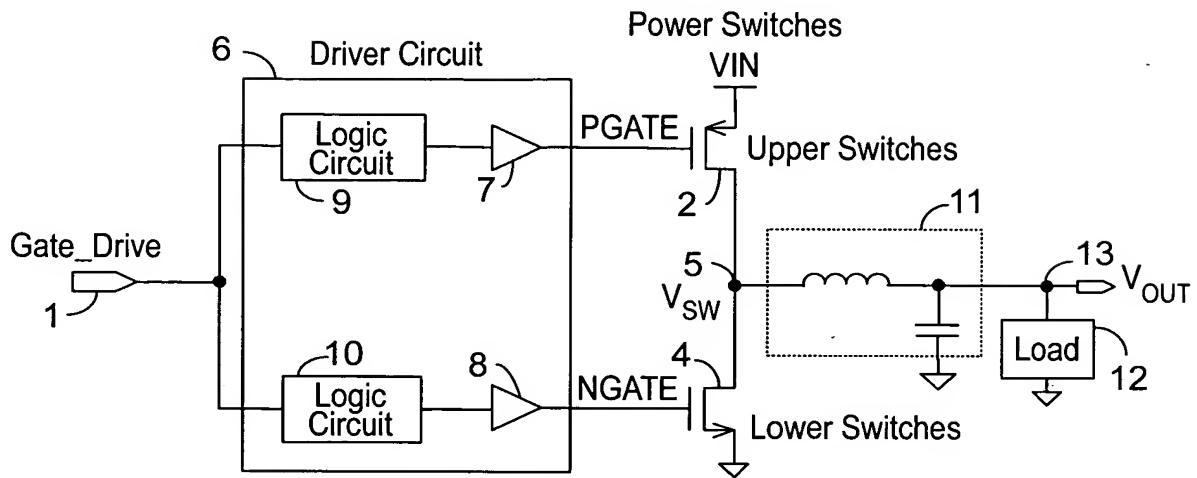 Power Switches
6
Driver Circuit
VIN
Logic
Circuit
9
7
PGATE
Upper Switches
2
11
Gate_Drive
1
5
V_SW
13
V_OUT
10
Logic
Circuit
8
NGATE
4
Load
12
Lower Switches